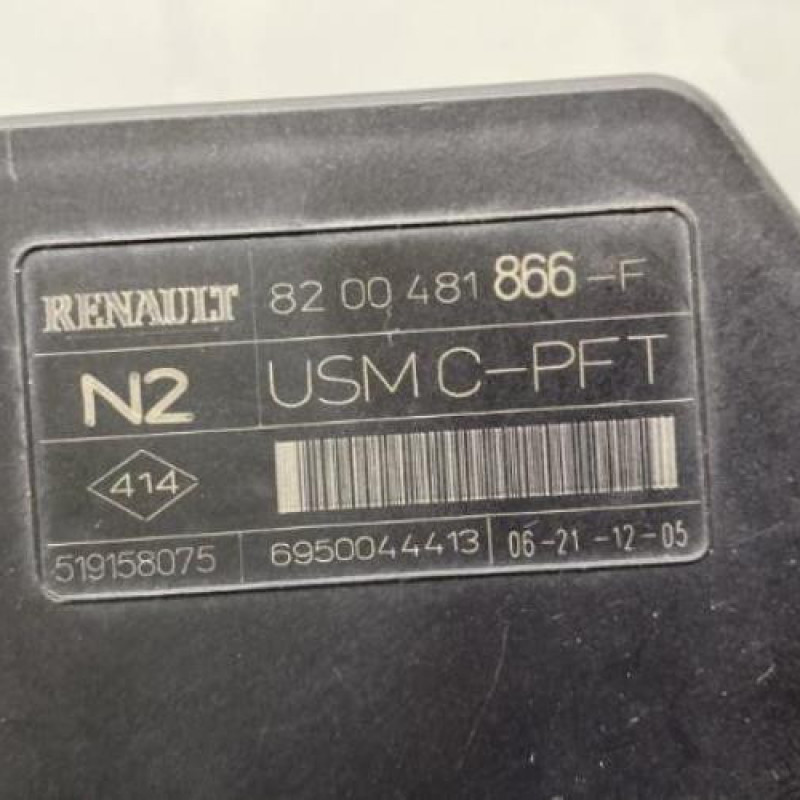 RENAULT 82 00 481 866-F
N2 USM C-PFT
414
519158075 6950044413 06-21-12-05